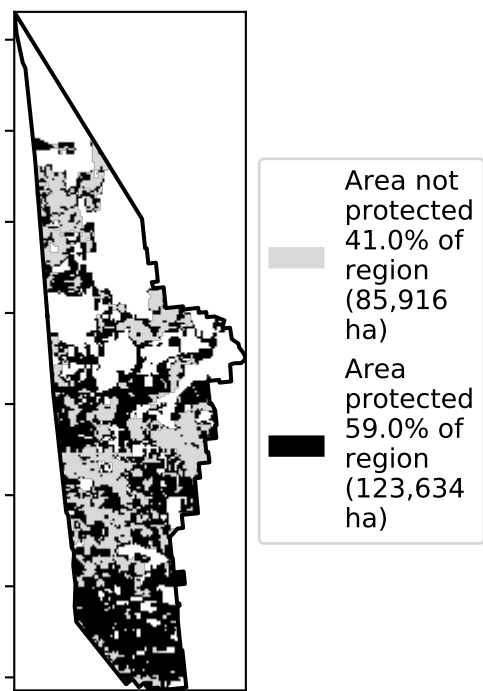 Area not
protected
41.0% of
region
(85,916
ha)
Area
protected
59.0% of
region
(123,634
ha)